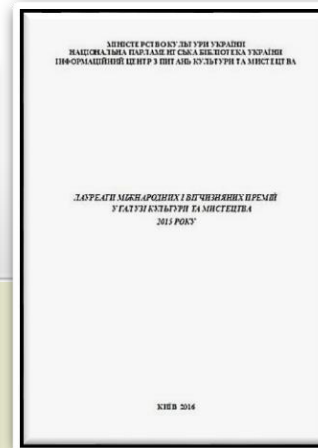 МІНІСТЕРСТВО КУЛЬТУРИ УКРАЇНИ
НАЦІОНАЛЬНА ПАРЛАМЕНТСЬКА БІБЛІОТЕКА УКРАЇНИ
ІНФОРМАЦІЙНИЙ ЦЕНТР З ПИТАНЬ КУЛЬТУРИ ТА МИСТЕЦТВА
ЛАУРЕАТИ МІЖНАРОДНИХ І ВІТЧИЗНЯНИХ ПРЕМІЙ
У ГАЛУЗІ КУЛЬТУРИ ТА МИСТЕЦТВА
2015 РОКУ
КИЇВ 2016